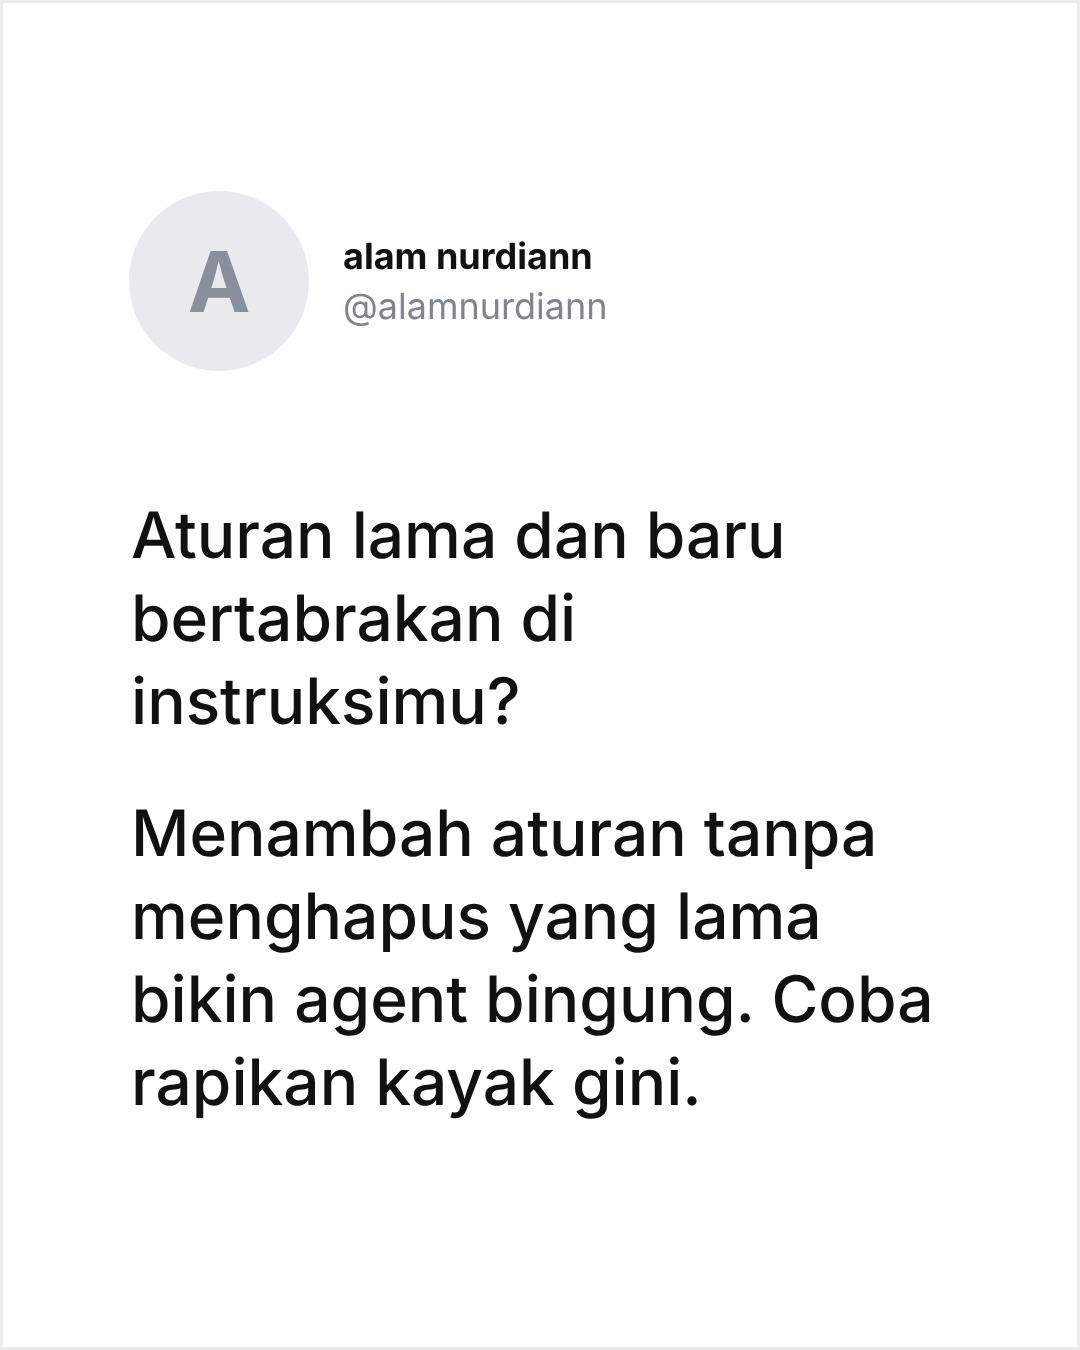 A
alam nurdiann
@alamnurdiann
Aturan lama dan baru
bertabrakan di
instruksimu?
Menambah aturan tanpa
menghapus yang lama
bikin agent bingung. Coba
rapikan kayak gini.